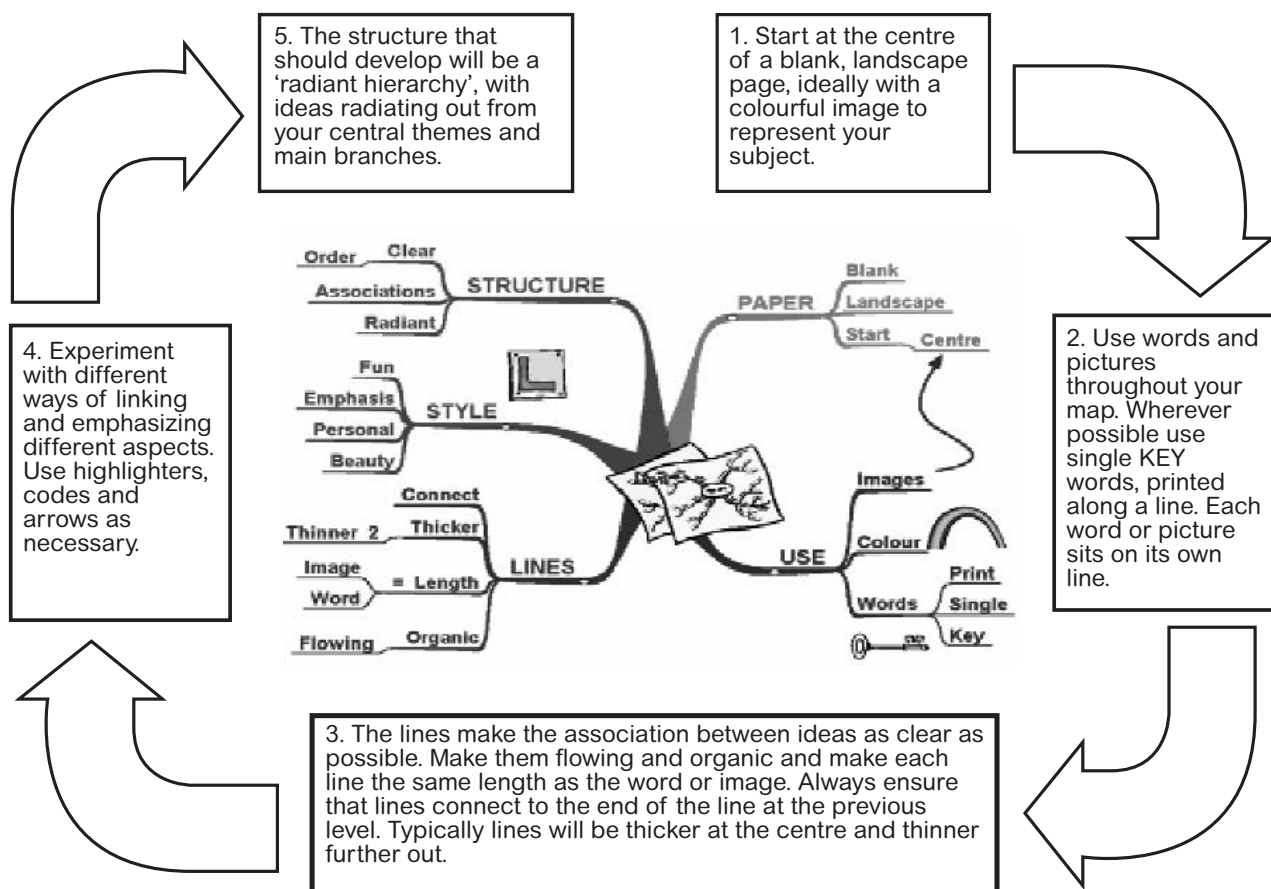 1. Start at the centre
of a blank, landscape
page, ideally with a
colourful image to
represent your
subject.
2. Use words and
pictures
throughout your
map. Wherever
possible use
single KEY
words, printed
along a line. Each
word or picture
sits on its own
line.
3. The lines make the association between ideas as clear as
possible. Make them flowing and organic and make each
line the same length as the word or image. Always ensure
that lines connect to the end of the line at the previous
level. Typically lines will be thicker at the centre and thinner
further out.
4. Experiment
with different
ways of linking
and emphasizing
different aspects.
Use highlighters,
codes and
arrows as
necessary.
5. The structure that
should develop will be a
‘radiant hierarchy’, with
ideas radiating out from
your central themes and
main branches.
STRUCTURE
Clear
Order
Associations
Radiant
PAPER
Blank
Landscape
Start
Centre
STYLE
Fun
Emphasis
Personal
Beauty
L
LINES
Connect
Thicker
Thinner 2
= Length
Image
Word
Organic
Flowing
USE
Images
Colour
Words
Print
Single
Key